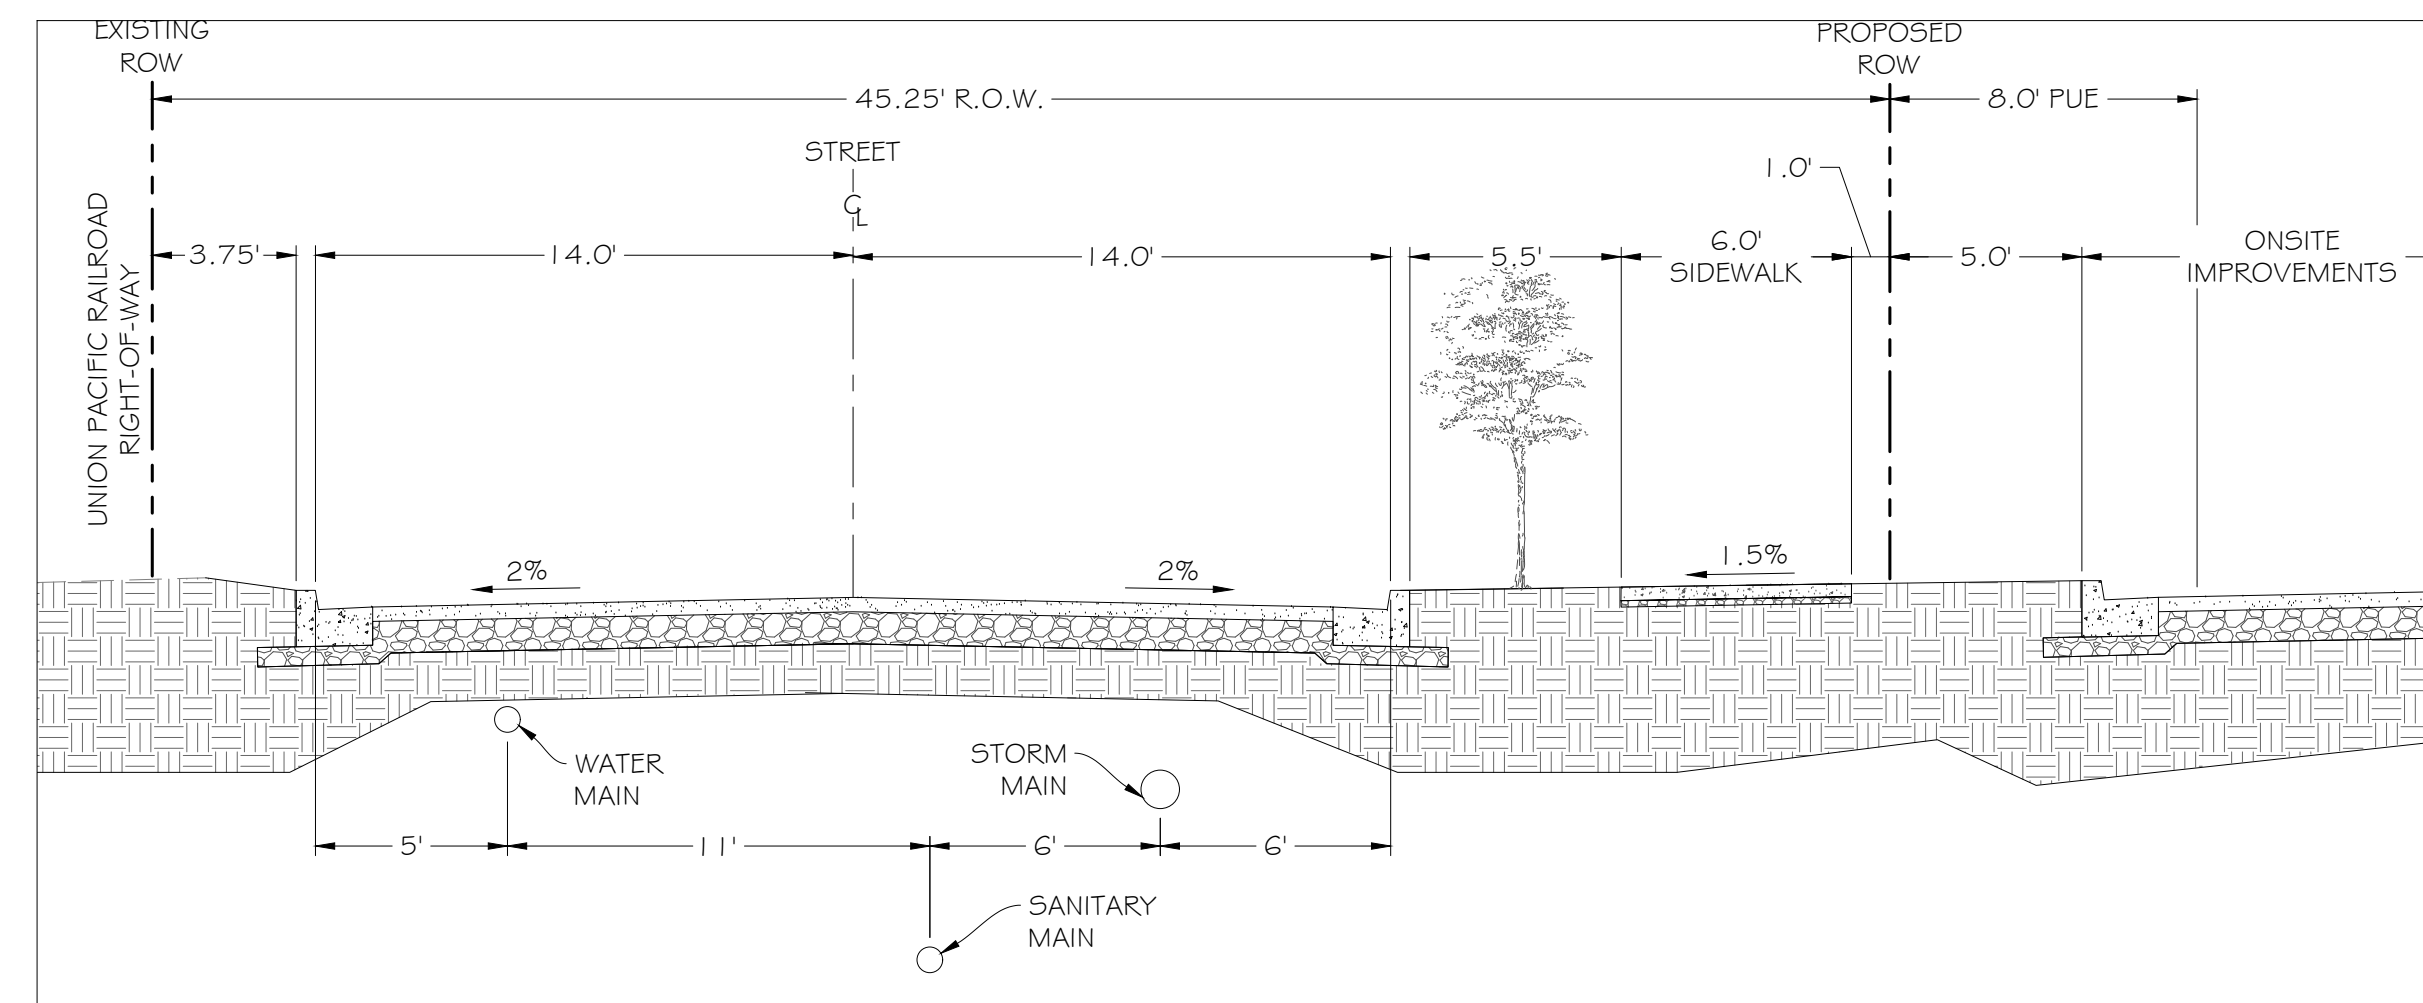 EXISTING
ROW
PROPOSED
ROW
45.25' R.O.W.
8.0' PUE
STREET
CL
1.0'
UNION PACIFIC RAILROAD
RIGHT-OF-WAY
3.75'
14.0'
14.0'
5.5'
6.0'
SIDEWALK
5.0'
ONSITE
IMPROVEMENTS
2%
2%
1.5%
WATER
MAIN
STORM
MAIN
5'
11'
6'
6'
SANITARY
MAIN